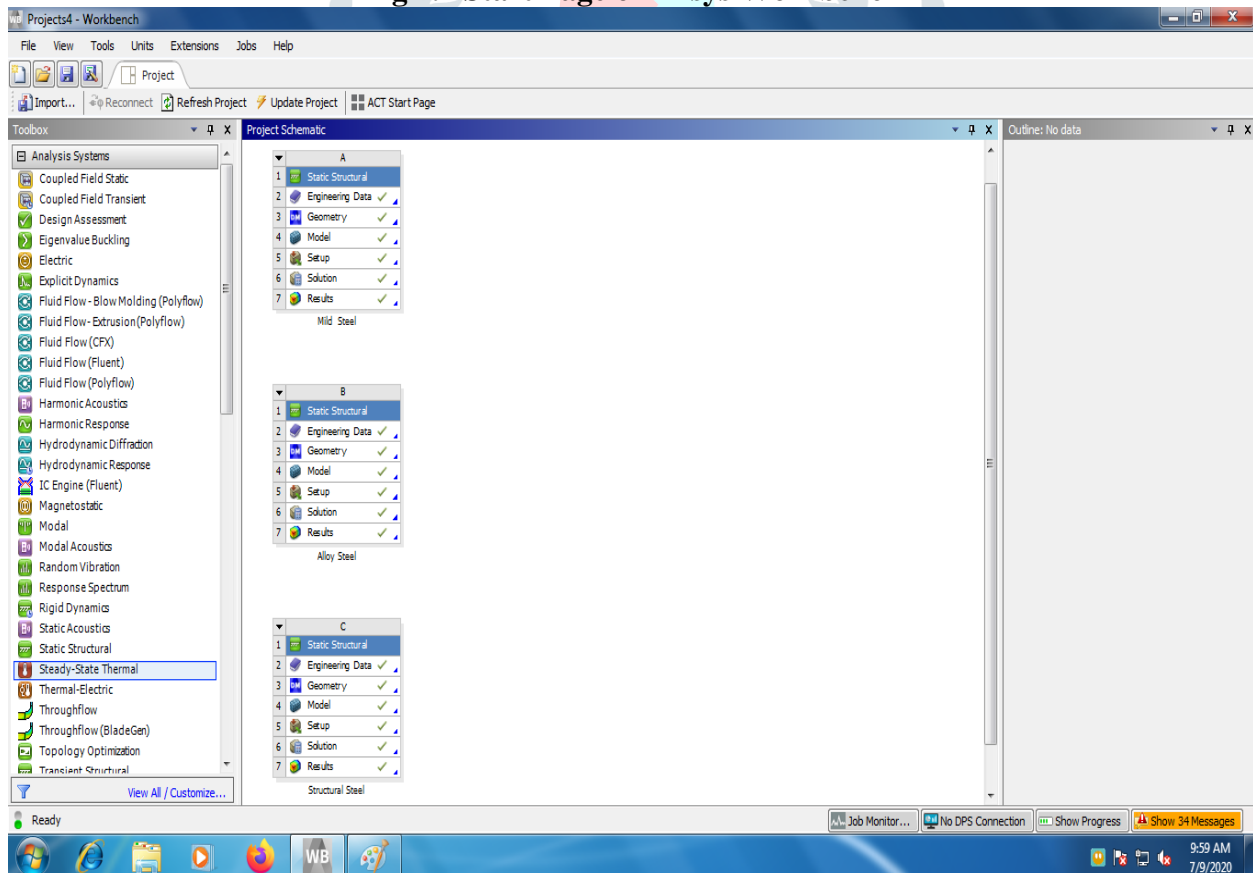 Projects4 - Workbench
File View Tools Units Extensions Jobs Help
Project
Import... Reconnect Refresh Project Update Project ACT Start Page
Toolbox
Analysis Systems
Coupled Field Static
Coupled Field Transient
Design Assessment
Eigenvalue Buckling
Electric
Explicit Dynamics
Fluid Flow - Blow Molding (Polyflow)
Fluid Flow - Extrusion (Polyflow)
Fluid Flow (CFX)
Fluid Flow (Fluent)
Fluid Flow (Polyflow)
Harmonic Acoustics
Harmonic Response
Hydrodynamic Diffraction
Hydrodynamic Response
IC Engine (Fluent)
Magnetostatic
Modal
Modal Acoustics
Random Vibration
Response Spectrum
Rigid Dynamics
Static Acoustics
Static Structural
Steady-State Thermal
Thermal-Electric
Throughflow
Throughflow (BladeGen)
Topology Optimization
Transient Structural
View All / Customize...
Project Schematic
A
1 Static Structural
2 Engineering Data
3 Geometry
4 Model
5 Setup
6 Solution
7 Results
Mild Steel
B
1 Static Structural
2 Engineering Data
3 Geometry
4 Model
5 Setup
6 Solution
7 Results
Alloy Steel
C
1 Static Structural
2 Engineering Data
3 Geometry
4 Model
5 Setup
6 Solution
7 Results
Structural Steel
Outline: No data
Ready
Job Monitor... No DPS Connection Show Progress Show 34 Messages
WB
9:59 AM
7/9/2020